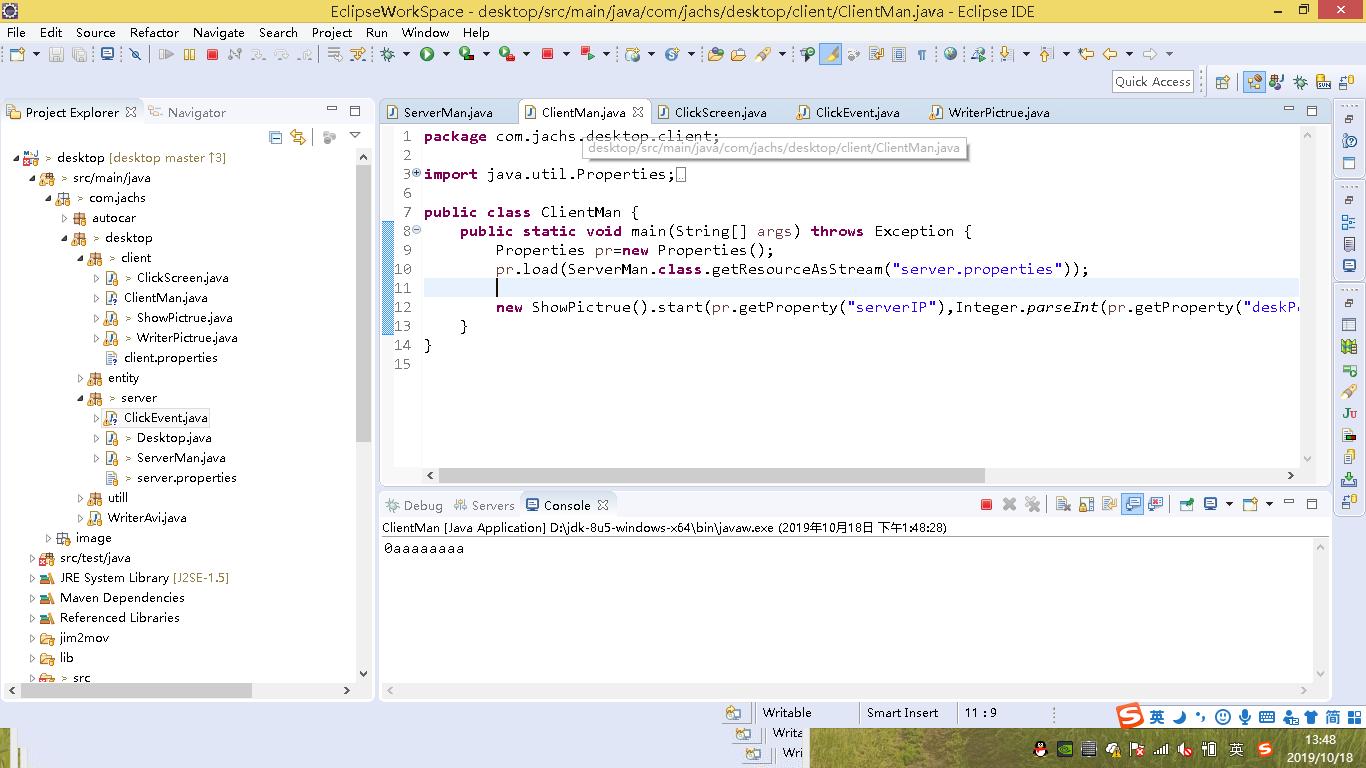 EclipseWorkSpace - desktop/src/main/java/com/jachs/desktop/client/ClientMan.java - Eclipse IDE
File Edit Source Refactor Navigate Search Project Run Window Help
Quick Access
Project Explorer Navigator
> desktop [desktop master ↑3]
> src/main/java
> com.jachs
autocar
> desktop
> client
> ClickScreen.java
> ClientMan.java
> ShowPictrue.java
> WriterPictrue.java
client.properties
entity
> server
ClickEvent.java
> Desktop.java
> ServerMan.java
> server.properties
utill
WriterAvi.java
image
src/test/java
JRE System Library [J2SE-1.5]
Maven Dependencies
Referenced Libraries
jim2mov
lib
> src
ServerMan.java ClientMan.java ClickScreen.java ClickEvent.java WriterPictrue.java
1 package com.jachs.desktop.client;
desktop/src/main/java/com/jachs/desktop/client/ClientMan.java
2
3 import java.util.Properties;
6
7 public class ClientMan {
8 public static void main(String[] args) throws Exception {
9 Properties pr=new Properties();
10 pr.load(ServerMan.class.getResourceAsStream("server.properties"));
11
12 new ShowPictrue().start(pr.getProperty("serverIP"),Integer.parseInt(pr.getProperty("deskP
13 }
14 }
15
Debug Servers Console
ClientMan [Java Application] D:\jdk-8u5-windows-x64\bin\javaw.exe (2019年10月18日 下午1:48:28)
0aaaaaaaa
Writable Smart Insert 11 : 9
S 英 简
Writa
Wri
英 S
13:48
2019/10/18